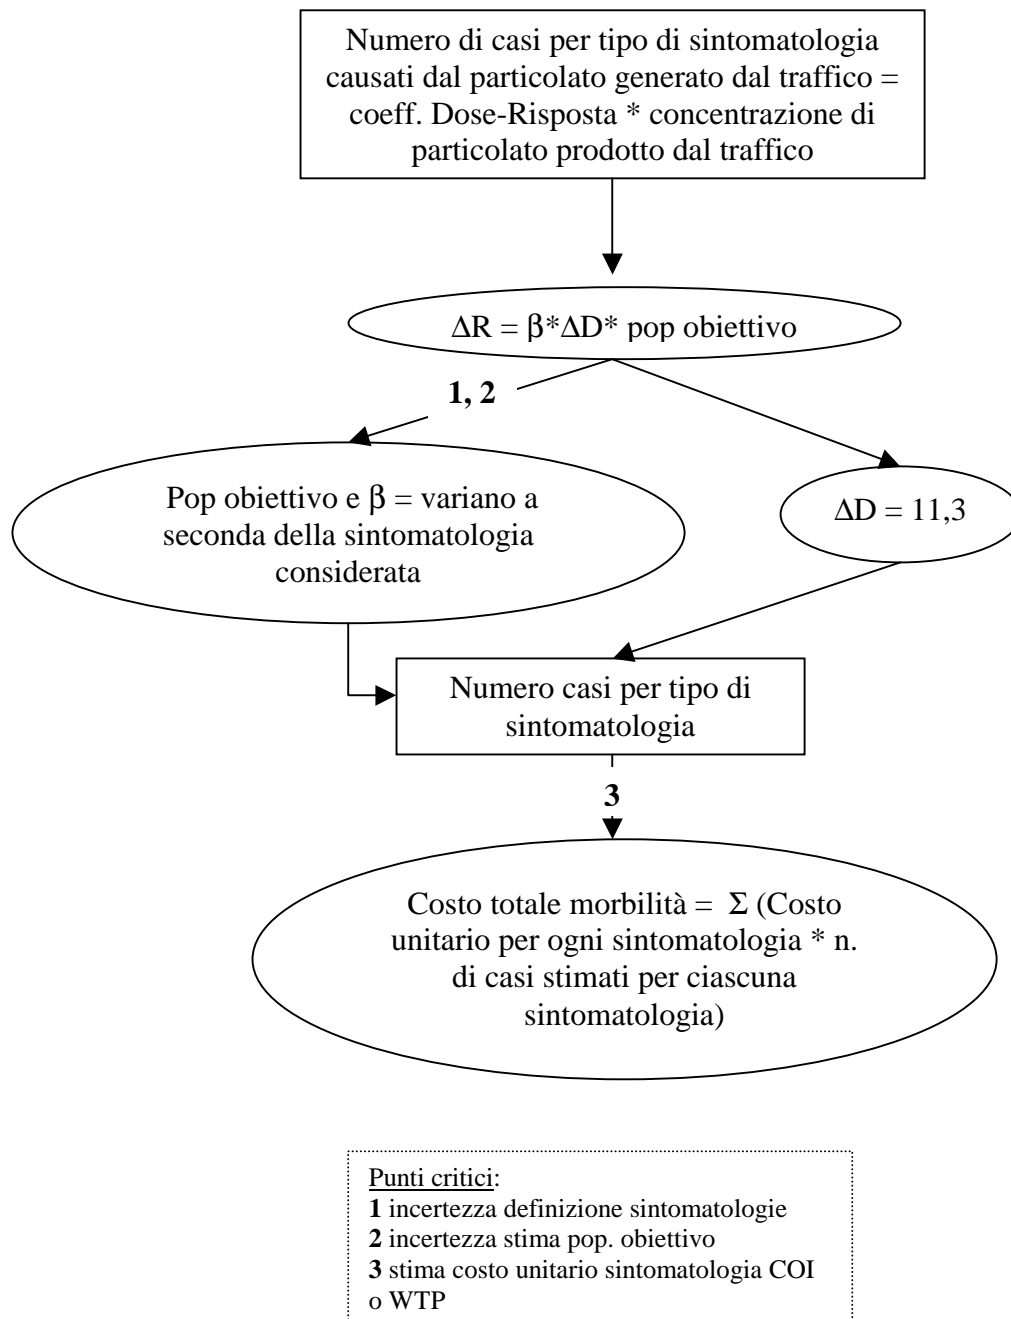 Numero di casi per tipo di sintomatologia
causati dal particolato generato dal traffico =
coeff. Dose-Risposta * concentrazione di
particolato prodotto dal traffico
ΔR = β*ΔD* pop obiettivo
1, 2
Pop obiettivo e β = variano a
seconda della sintomatologia
considerata
ΔD = 11,3
Numero casi per tipo di
sintomatologia
3
Costo totale morbilità = Σ (Costo
unitario per ogni sintomatologia * n.
di casi stimati per ciascuna
sintomatologia)
Punti critici:
1 incertezza definizione sintomatologie
2 incertezza stima pop. obiettivo
3 stima costo unitario sintomatologia COI
o WTP